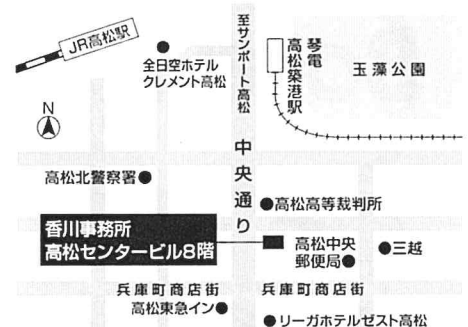 JR高松駅
全日空ホテル
クレメント高松
至サンポート高松
琴電
高松築港駅
玉藻公園
N
中央通り
高松北警察署
高松高等裁判所
香川事務所
高松センタービル8階
高松中央
郵便局
三越
兵庫町商店街
兵庫町商店街
高松東急イン
リーガホテルゼスト高松